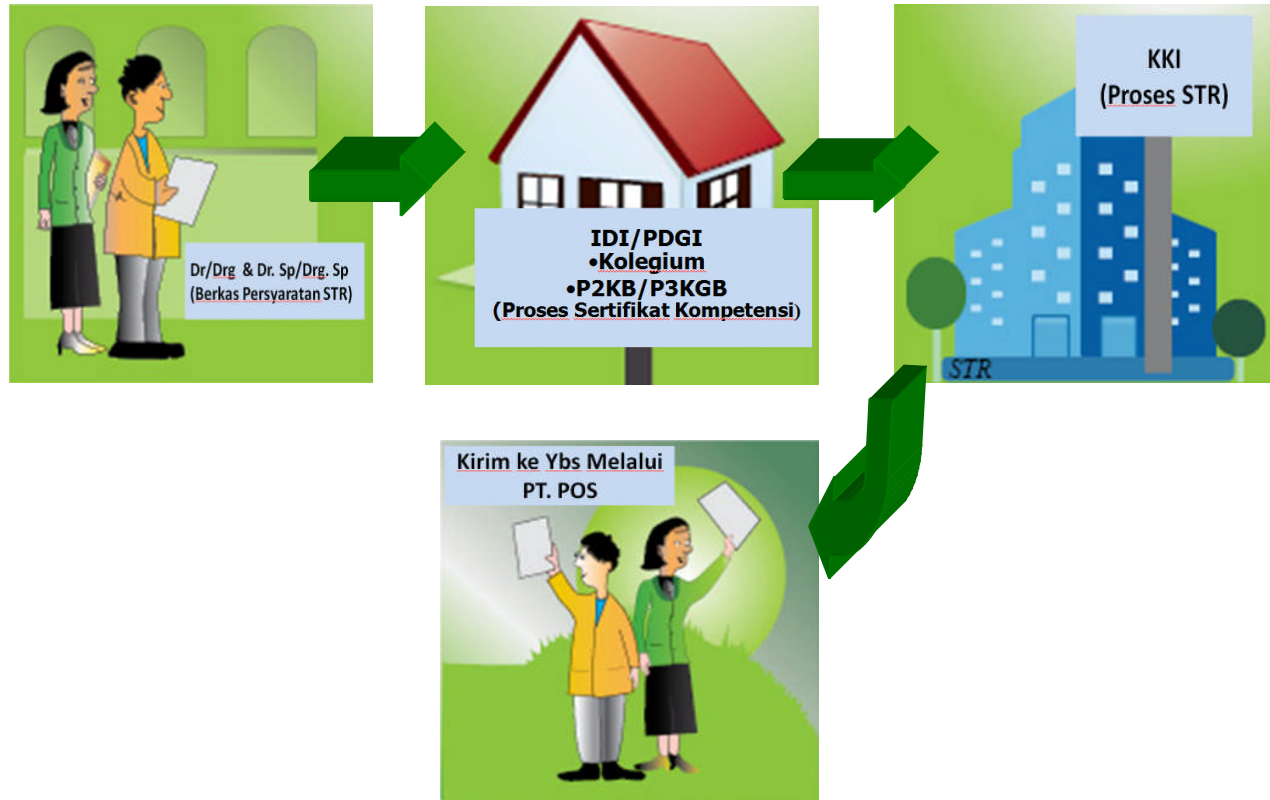 Dr/Drg & Dr. Sp/Drg. Sp
(Berkas Persyaratan STR)
IDI/PDGI
•Kolegium
•P2KB/P3KGB
(Proses Sertifikat Kompetensi)
KKI
(Proses STR)
STR
Kirim ke Ybs Melalui
PT. POS